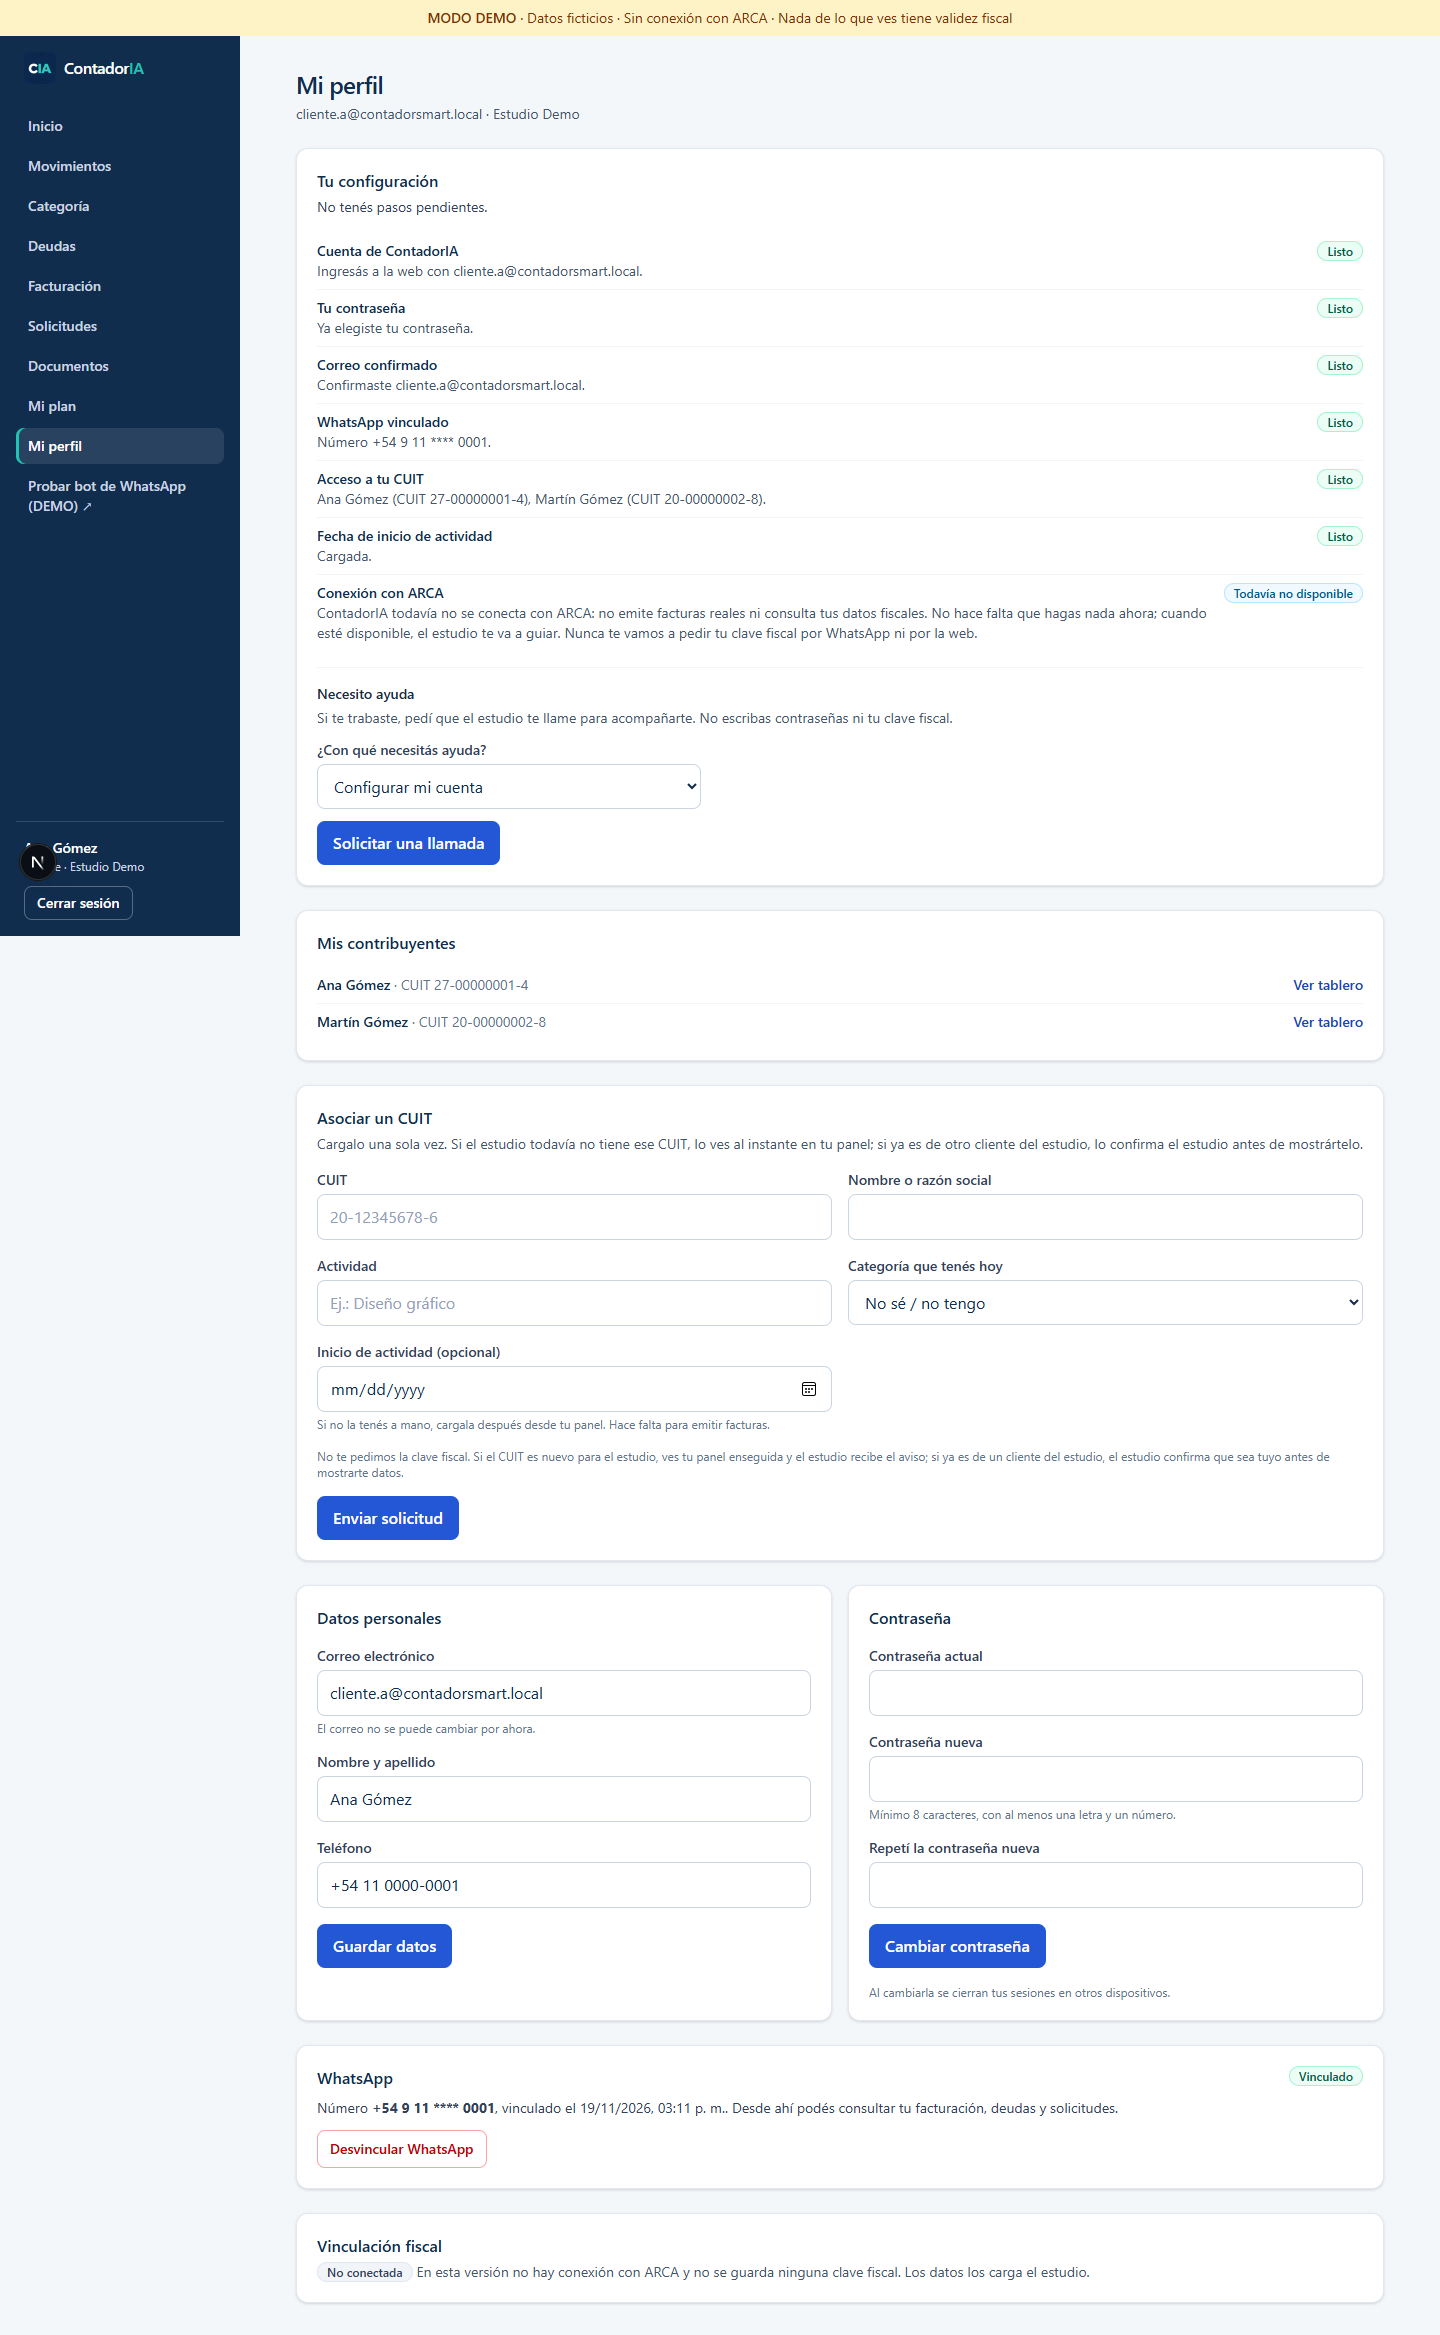 MODO DEMO · Datos ficticios · Sin conexión con ARCA · Nada de lo que ves tiene validez fiscal
CIA ContadorIA
Inicio
Movimientos
Categoría
Deudas
Facturación
Solicitudes
Documentos
Mi plan
Mi perfil
Probar bot de WhatsApp
(DEMO) ↗
Gómez
N
e · Estudio Demo
Cerrar sesión
Mi perfil
cliente.a@contadorsmart.local · Estudio Demo
Tu configuración
No tenés pasos pendientes.
Cuenta de ContadorIA
Listo
Ingresás a la web con cliente.a@contadorsmart.local.
Tu contraseña
Listo
Ya elegiste tu contraseña.
Correo confirmado
Listo
Confirmaste cliente.a@contadorsmart.local.
WhatsApp vinculado
Listo
Número +54 9 11 **** 0001.
Acceso a tu CUIT
Listo
Ana Gómez (CUIT 27-00000001-4), Martín Gómez (CUIT 20-00000002-8).
Fecha de inicio de actividad
Listo
Cargada.
Conexión con ARCA
Todavía no disponible
ContadorIA todavía no se conecta con ARCA: no emite facturas reales ni consulta tus datos fiscales. No hace falta que hagas nada ahora; cuando
esté disponible, el estudio te va a guiar. Nunca te vamos a pedir tu clave fiscal por WhatsApp ni por la web.
Necesito ayuda
Si te trabaste, pedí que el estudio te llame para acompañarte. No escribas contraseñas ni tu clave fiscal.
¿Con qué necesitás ayuda?
Configurar mi cuenta
Solicitar una llamada
Mis contribuyentes
Ana Gómez · CUIT 27-00000001-4
Ver tablero
Martín Gómez · CUIT 20-00000002-8
Ver tablero
Asociar un CUIT
Cargalo una sola vez. Si el estudio todavía no tiene ese CUIT, lo ves al instante en tu panel; si ya es de otro cliente del estudio, lo confirma el estudio antes de mostrártelo.
CUIT
20-12345678-6
Nombre o razón social
Actividad
Ej.: Diseño gráfico
Categoría que tenés hoy
No sé / no tengo
Inicio de actividad (opcional)
mm/dd/yyyy
Si no la tenés a mano, cargala después desde tu panel. Hace falta para emitir facturas.
No te pedimos la clave fiscal. Si el CUIT es nuevo para el estudio, ves tu panel enseguida y el estudio recibe el aviso; si ya es de un cliente del estudio, el estudio confirma que sea tuyo antes de
mostrarte datos.
Enviar solicitud
Datos personales
Correo electrónico
cliente.a@contadorsmart.local
El correo no se puede cambiar por ahora.
Nombre y apellido
Ana Gómez
Teléfono
+54 11 0000-0001
Guardar datos
Contraseña
Contraseña actual
Contraseña nueva
Mínimo 8 caracteres, con al menos una letra y un número.
Repetí la contraseña nueva
Cambiar contraseña
Al cambiarla se cierran tus sesiones en otros dispositivos.
WhatsApp
Vinculado
Número +54 9 11 **** 0001, vinculado el 19/11/2026, 03:11 p. m.. Desde ahí podés consultar tu facturación, deudas y solicitudes.
Desvincular WhatsApp
Vinculación fiscal
No conectada En esta versión no hay conexión con ARCA y no se guarda ninguna clave fiscal. Los datos los carga el estudio.